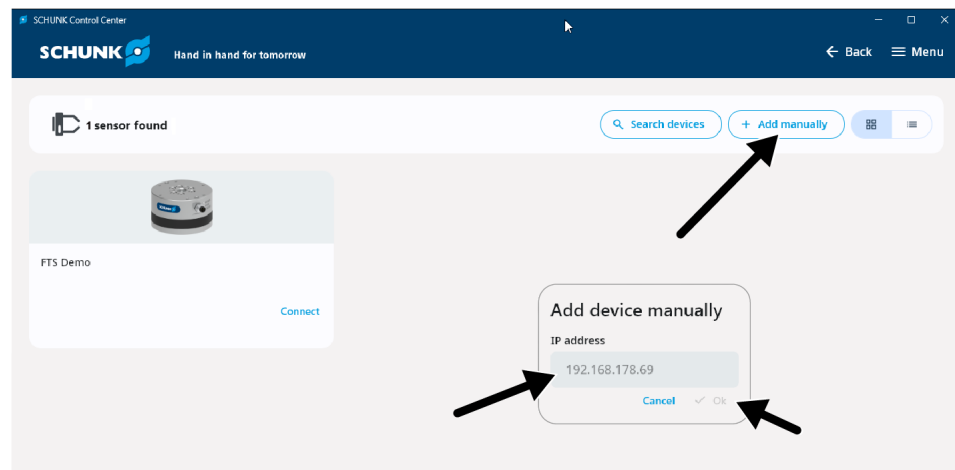 SCHUNK Control Center
SCHUNK Hand in hand for tomorrow
Back Menu
1 sensor found
Search devices + Add manually
FTS Demo
Connect
Add device manually
IP address
192.168.178.69
Cancel Ok